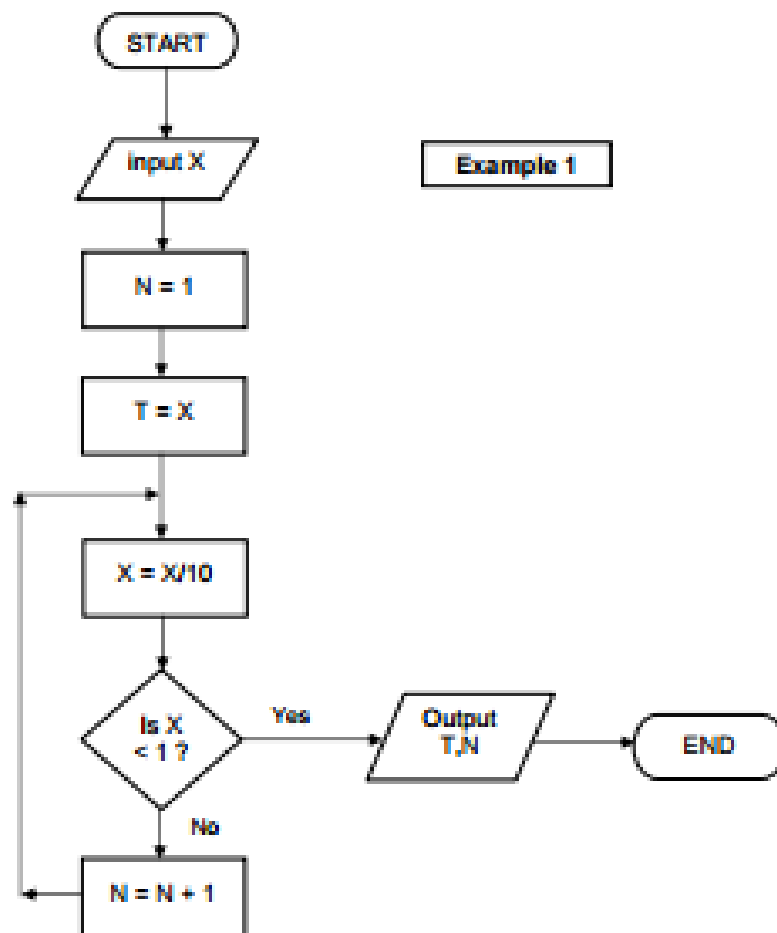 START
input X
Example 1
N = 1
T = X
X = X/10
Is X
< 1 ?
Yes
Output
T,N
END
No
N = N + 1